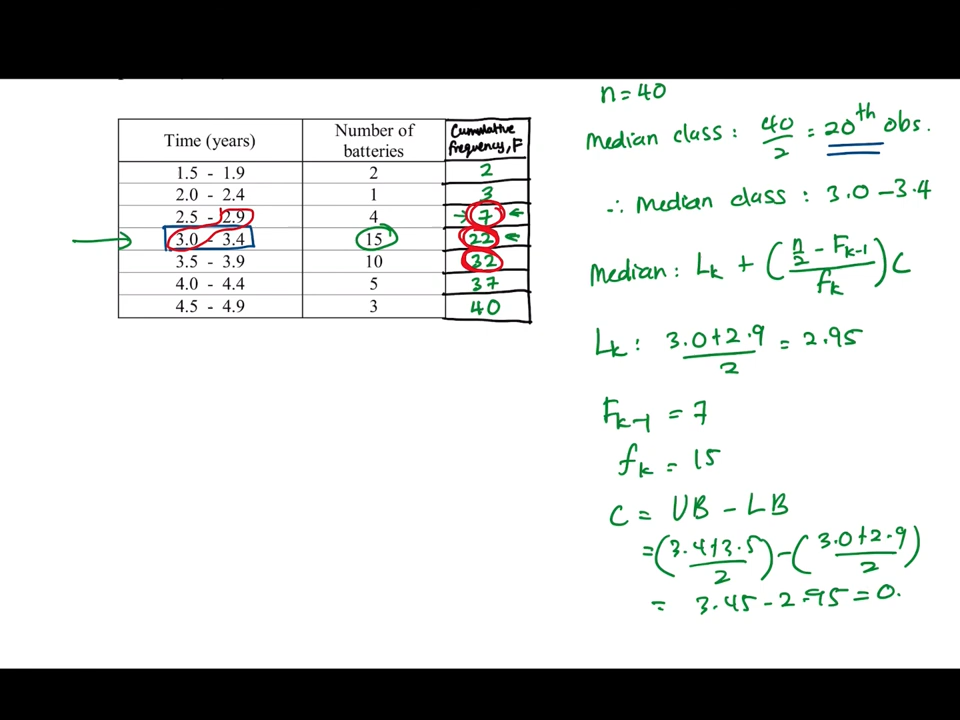 Time (years) Number of batteries Cumulative frequency, F
1.5 - 1.9 2 2
2.0 - 2.4 1 3
2.5 - 2.9 4 → 7 ←
→ 3.0 - 3.4 15 22 ←
3.5 - 3.9 10 32
4.0 - 4.4 5 37
4.5 - 4.9 3 40
n = 40
Median class : 40/2 = 20th obs.
∴ Median class : 3.0 - 3.4
Median : Lk + ( (n/2 - Fk-1) / fk ) C
Lk : (3.0+2.9)/2 = 2.95
Fk-1 = 7
fk = 15
C = UB - LB
= ((3.4+3.5)/2) - ((3.0+2.9)/2)
= 3.45 - 2.95 = 0.